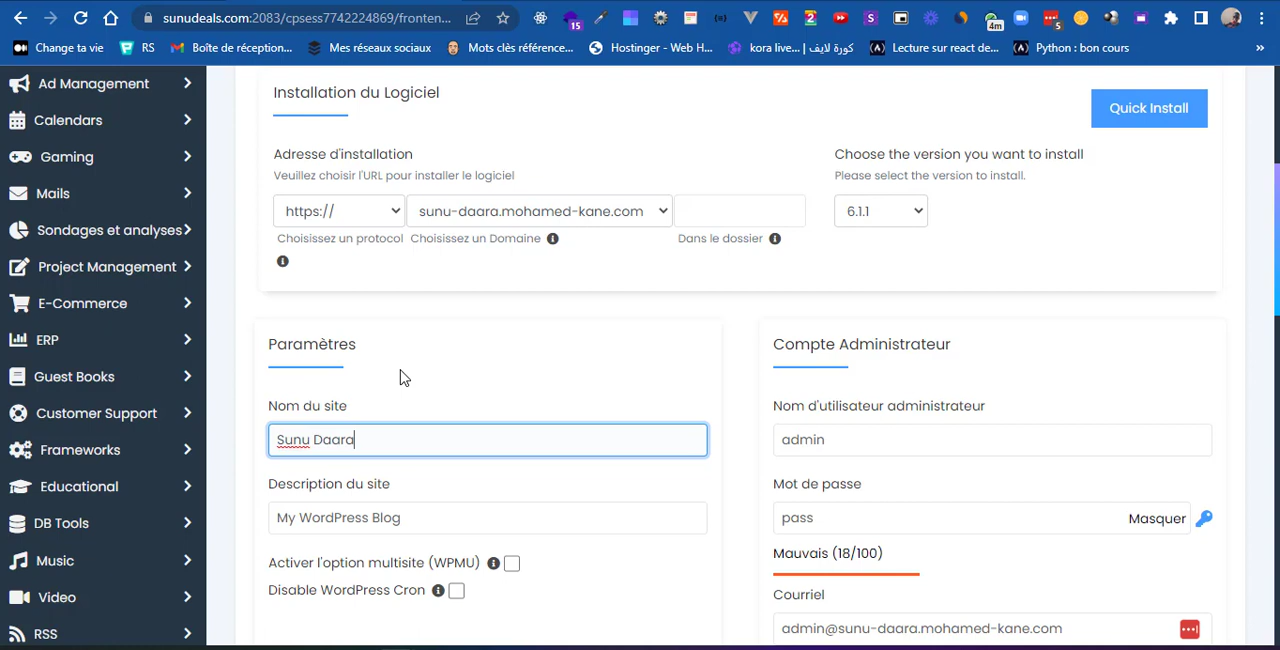 sunudeals.com:2083/cpsess7742224869/fronten...
15
2
S
4m
5
Change ta vie
RS
Boîte de réception...
Mes réseaux sociaux
Mots clés référence...
Hostinger - Web H...
kora live... | كورة لايف
Lecture sur react de...
Python : bon cours
»
Ad Management
Calendars
Gaming
Mails
Sondages et analyses
Project Management
E-Commerce
ERP
Guest Books
Customer Support
Frameworks
Educational
DB Tools
Music
Video
RSS
Installation du Logiciel
Quick Install
Adresse d'installation
Veuillez choisir l'URL pour installer le logiciel
https://
sunu-daara.mohamed-kane.com
Choisissez un protocol
Choisissez un Domaine
Dans le dossier
Choose the version you want to install
Please select the version to install.
6.1.1
Paramètres
Nom du site
Sunu Daara
Description du site
My WordPress Blog
Activer l'option multisite (WPMU)
Disable WordPress Cron
Compte Administrateur
Nom d'utilisateur administrateur
admin
Mot de passe
pass
Masquer
Mauvais (18/100)
Courriel
admin@sunu-daara.mohamed-kane.com